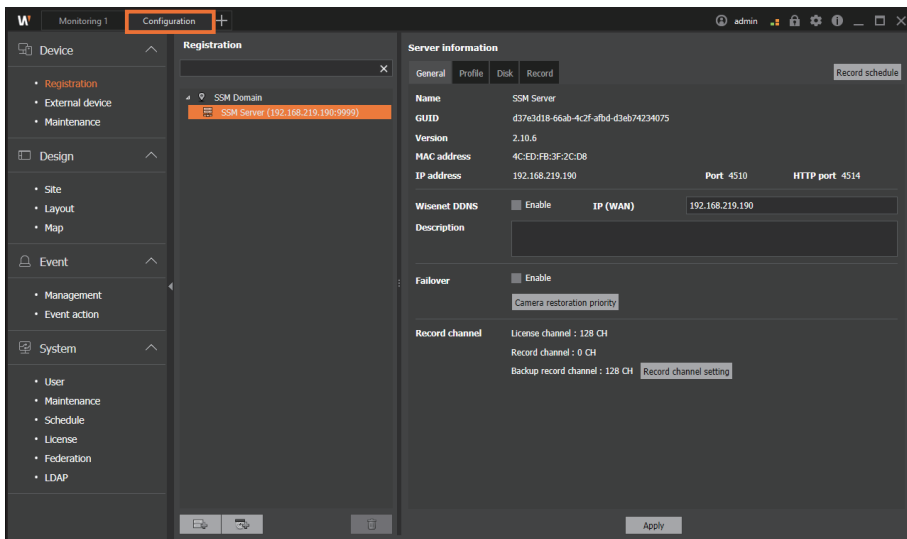 W Monitoring 1 Configuration admin
Device
• Registration
• External device
• Maintenance
Design
• Site
• Layout
• Map
Event
• Management
• Event action
System
• User
• Maintenance
• Schedule
• License
• Federation
• LDAP
Registration
SSM Domain
SSM Server (192.168.219.190:9999)
Server information
General Profile Disk Record Record schedule
Name SSM Server
GUID d37e3d18-66ab-4c2f-afbd-d3eb74234075
Version 2.10.6
MAC address 4C:ED:FB:3F:2C:D8
IP address 192.168.219.190 Port 4510 HTTP port 4514
Wisenet DDNS Enable IP (WAN) 192.168.219.190
Description
Failover Enable
Camera restoration priority
Record channel License channel : 128 CH
Record channel : 0 CH
Backup record channel : 128 CH Record channel setting
Apply